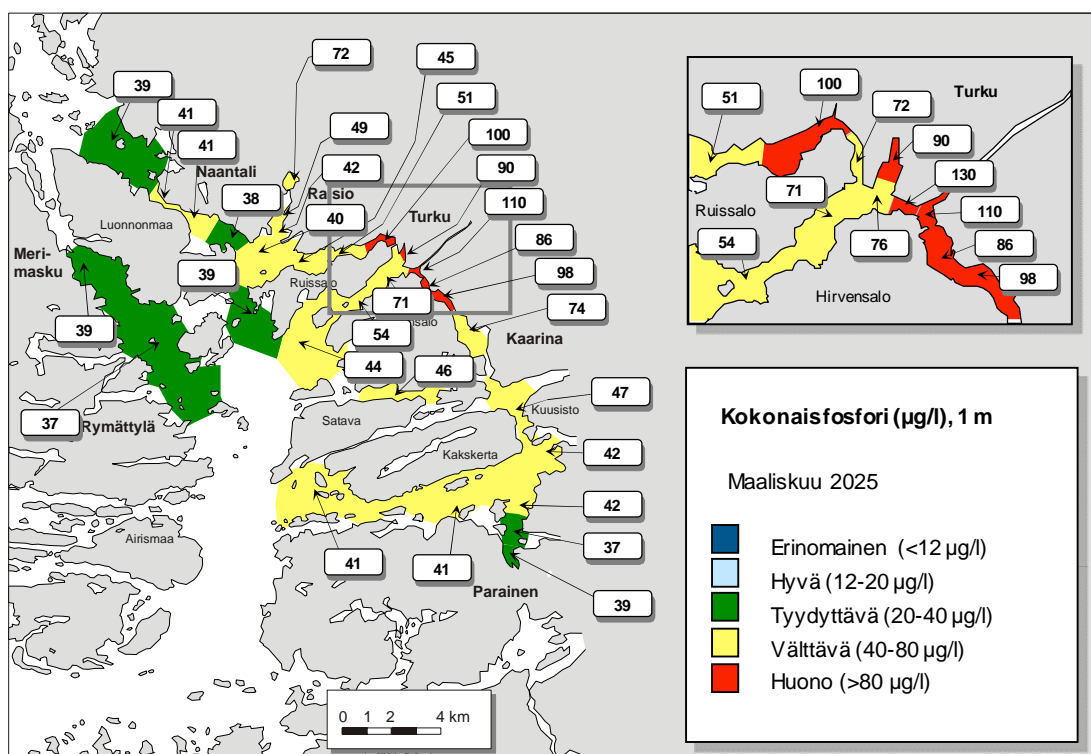 72
45
39
51
41
49
100
41
42
90
Naantali
Raisio
38
40
Turku
110
Luonnonmaa
86
Meri-
masku
39
Ruissalo
98
39
71
74
54
Kaarina
44
46
47
37
Rymättylä
Satava
Kuusisto
Kakskerta
42
42
Airismaa
37
41
41
Parainen
39
0 1 2 4 km
100
72
Turku
51
90
130
71
Ruissalo
110
54
76
86
98
Hirvensalo
Kokonaisfosfori (µg/l), 1 m
Maaliskuu 2025
Erinomainen (<12 µg/l)
Hyvä (12-20 µg/l)
Tyydyttävä (20-40 µg/l)
Välttävä (40-80 µg/l)
Huono (>80 µg/l)